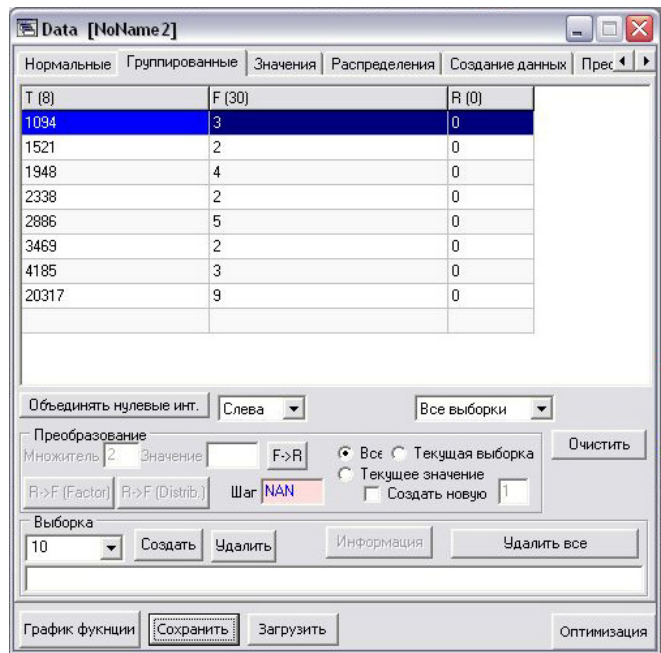 Data [NoName2]
Нормальные Группированные Значения Распределения Создание данных Прес
T (8) F (30) R (0)
1094 3 0
1521 2 0
1948 4 0
2338 2 0
2886 5 0
3469 2 0
4185 3 0
20317 9 0
Объединять нулевые инт. Слева Все выборки
Преобразование
Множитель 2 Значение F->R Все Текущая выборка Очистить
Текущее значение
R->F (Factor) R->F (Distrib.) Шаг NAN Создать новую 1
Выборка
10 Создать Удалить Информация Удалить все
График фукнции Сохранить Загрузить Оптимизация